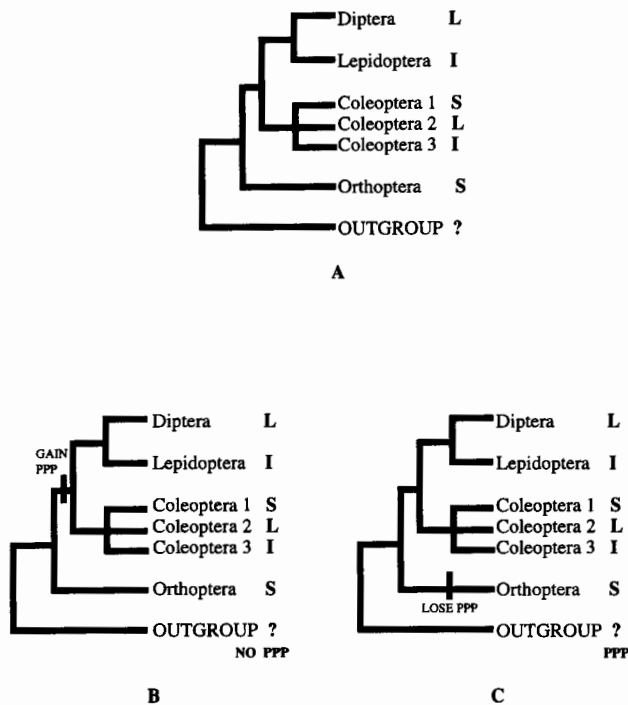 Diptera L
Lepidoptera I
Coleoptera 1 S
Coleoptera 2 L
Coleoptera 3 I
Orthoptera S
OUTGROUP ?
A
Diptera L
GAIN
PPP
Lepidoptera I
Coleoptera 1 S
Coleoptera 2 L
Coleoptera 3 I
Orthoptera S
OUTGROUP ?
NO PPP
B
Diptera L
Lepidoptera I
Coleoptera 1 S
Coleoptera 2 L
Coleoptera 3 I
Orthoptera S
LOSE PPP
OUTGROUP ?
PPP
C